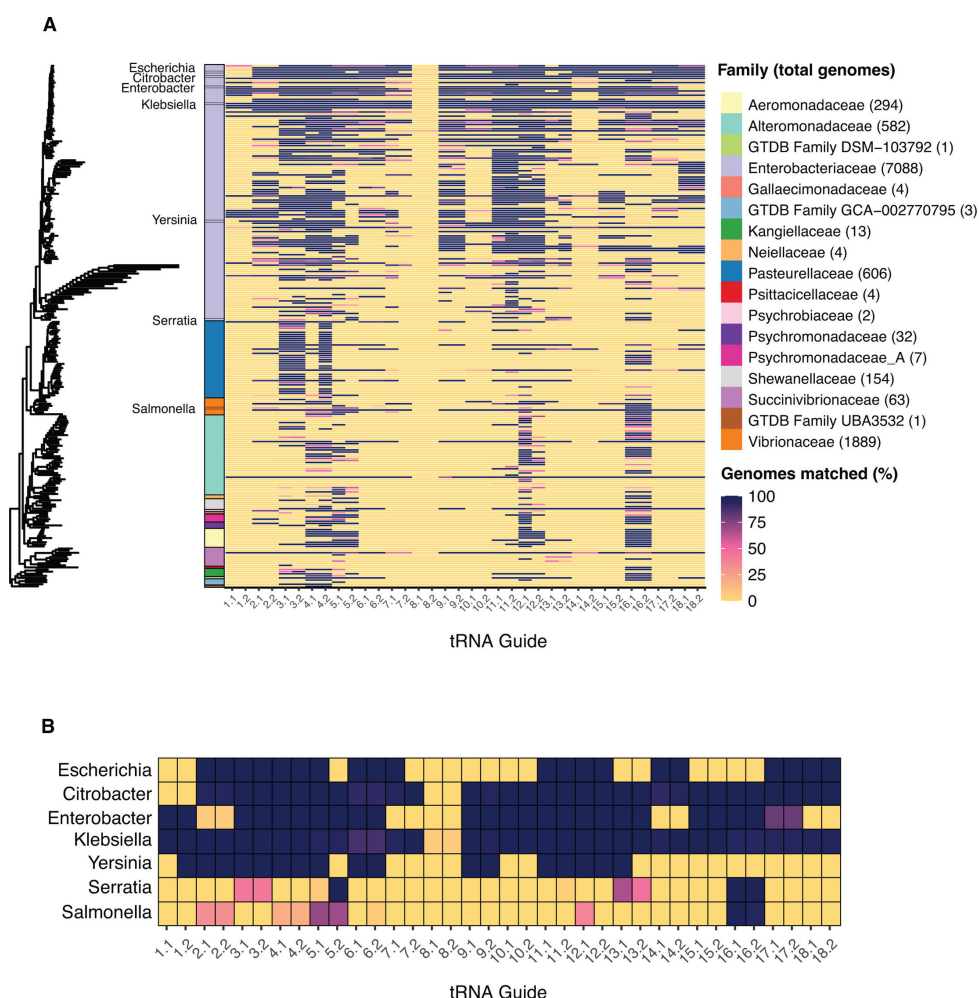 A
Escherichia
Citrobacter
Enterobacter
Klebsiella
Yersinia
Serratia
Salmonella
1.1 1.2 2.1 2.2 3.1 3.2 4.1 4.2 5.1 5.2 6.1 6.2 7.1 7.2 8.1 8.2 9.1 9.2 10.1 10.2 11.1 11.2 12.1 12.2 13.1 13.2 14.1 14.2 15.1 15.2 16.1 16.2 17.1 17.2 18.1 18.2
tRNA Guide
Family (total genomes)
Aeromonadaceae (294)
Alteromonadaceae (582)
GTDB Family DSM−103792 (1)
Enterobacteriaceae (7088)
Gallaecimonadaceae (4)
GTDB Family GCA−002770795 (3)
Kangiellaceae (13)
Neiellaceae (4)
Pasteurellaceae (606)
Psittacicellaceae (4)
Psychrobiaceae (2)
Psychromonadaceae (32)
Psychromonadaceae_A (7)
Shewanellaceae (154)
Succinivibrionaceae (63)
GTDB Family UBA3532 (1)
Vibrionaceae (1889)
Genomes matched (%)
100
75
50
25
0
B
Escherichia
Citrobacter
Enterobacter
Klebsiella
Yersinia
Serratia
Salmonella
1.1 1.2 2.1 2.2 3.1 3.2 4.1 4.2 5.1 5.2 6.1 6.2 7.1 7.2 8.1 8.2 9.1 9.2 10.1 10.2 11.1 11.2 12.1 12.2 13.1 13.2 14.1 14.2 15.1 15.2 16.1 16.2 17.1 17.2 18.1 18.2
tRNA Guide